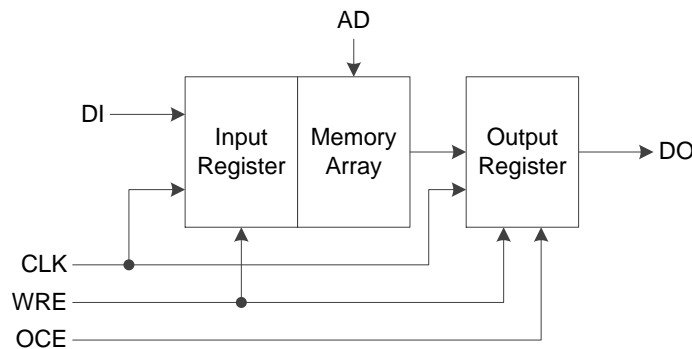 AD
DI
Input
Register
Memory
Array
Output
Register
DO
CLK
WRE
OCE